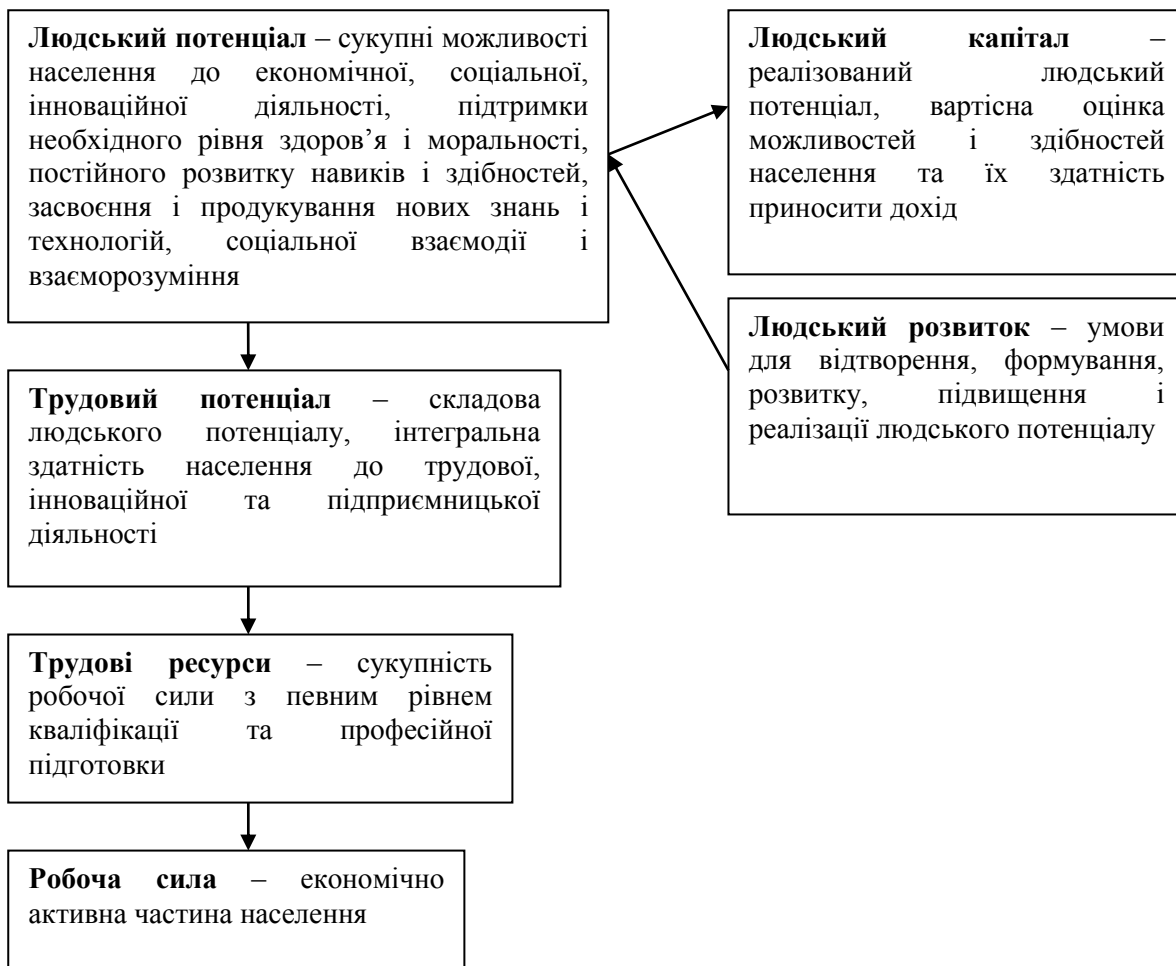 Людський потенціал – сукупні можливості
населення до економічної, соціальної,
інноваційної діяльності, підтримки
необхідного рівня здоров’я і моральності,
постійного розвитку навиків і здібностей,
засвоєння і продукування нових знань і
технологій, соціальної взаємодії і
взаєморозуміння
Людський капітал –
реалізований людський
потенціал, вартісна оцінка
можливостей і здібностей
населення та їх здатність
приносити дохід
Людський розвиток – умови
для відтворення, формування,
розвитку, підвищення і
реалізації людського потенціалу
Трудовий потенціал – складова
людського потенціалу, інтегральна
здатність населення до трудової,
інноваційної та підприємницької
діяльності
Трудові ресурси – сукупність
робочої сили з певним рівнем
кваліфікації та професійної
підготовки
Робоча сила – економічно
активна частина населення